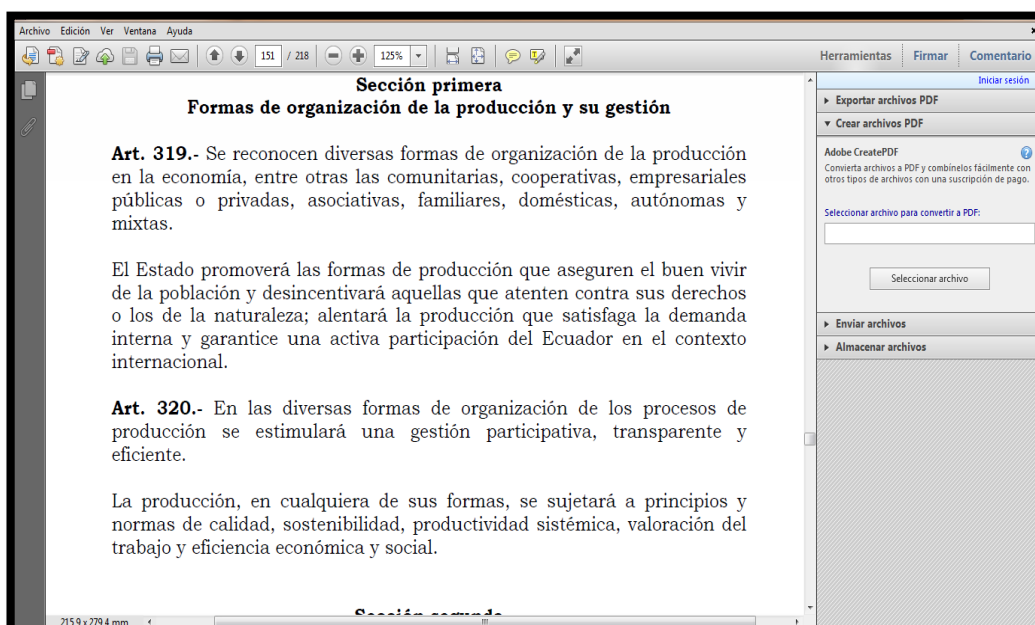 Archivo Edición Ver Ventana Ayuda
151 / 218 125% Herramientas Firmar Comentario
Iniciar sesión
Exportar archivos PDF
Crear archivos PDF
Adobe CreatePDF
Convierta archivos a PDF y combínelos fácilmente con
otros tipos de archivos con una suscripción de pago.
Seleccionar archivo para convertir a PDF:
Seleccionar archivo
Enviar archivos
Almacenar archivos
Sección primera
Formas de organización de la producción y su gestión
Art. 319.- Se reconocen diversas formas de organización de la producción
en la economía, entre otras las comunitarias, cooperativas, empresariales
públicas o privadas, asociativas, familiares, domésticas, autónomas y
mixtas.
El Estado promoverá las formas de producción que aseguren el buen vivir
de la población y desincentivará aquellas que atenten contra sus derechos
o los de la naturaleza; alentará la producción que satisfaga la demanda
interna y garantice una activa participación del Ecuador en el contexto
internacional.
Art. 320.- En las diversas formas de organización de los procesos de
producción se estimulará una gestión participativa, transparente y
eficiente.
La producción, en cualquiera de sus formas, se sujetará a principios y
normas de calidad, sostenibilidad, productividad sistémica, valoración del
trabajo y eficiencia económica y social.
Sección segunda
215,9 x 279,4 mm